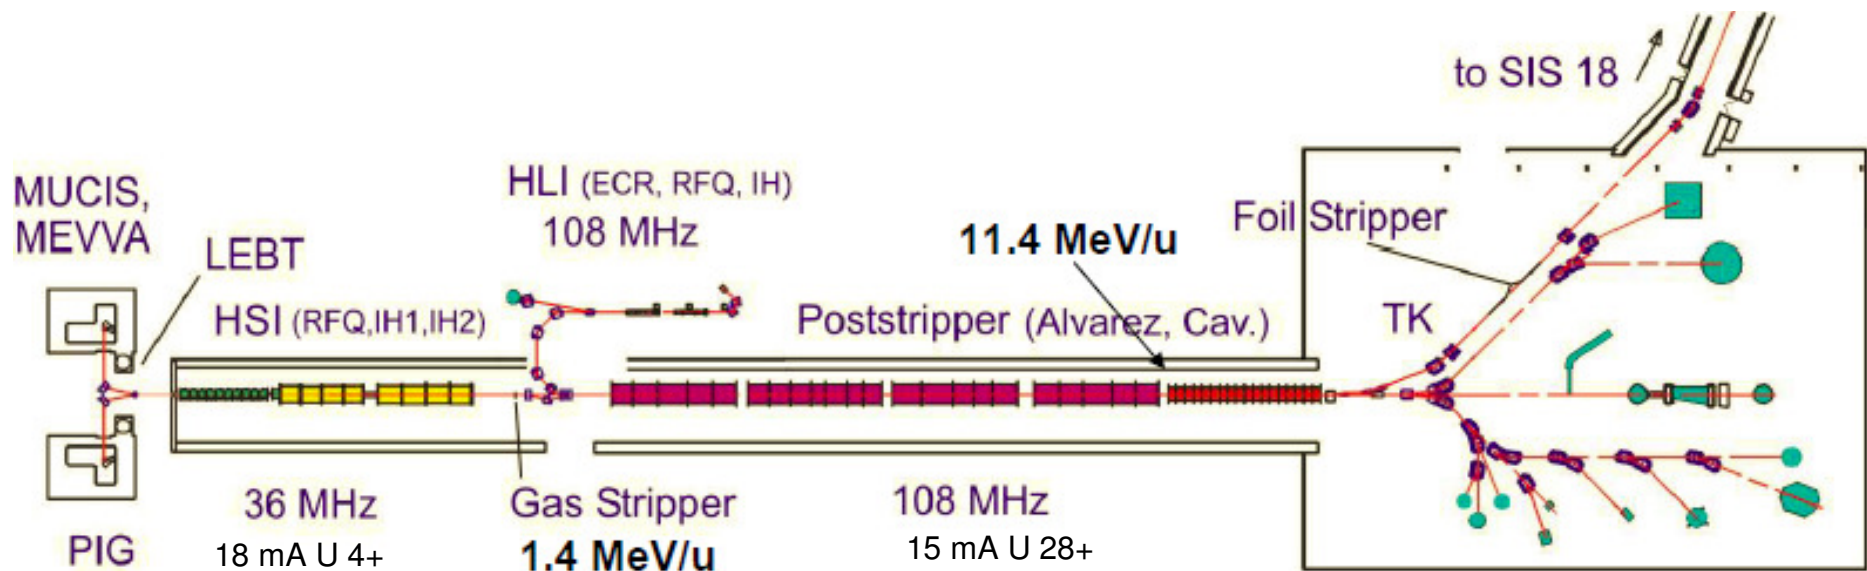 to SIS 18
MUCIS,
MEVVA
LEBT
HLI (ECR, RFQ, IH)
108 MHz
11.4 MeV/u
Foil Stripper
HSI (RFQ,IH1,IH2)
Poststripper (Alvarez, Cav.)
TK
36 MHz
18 mA U 4+
Gas Stripper
1.4 MeV/u
108 MHz
15 mA U 28+
PIG